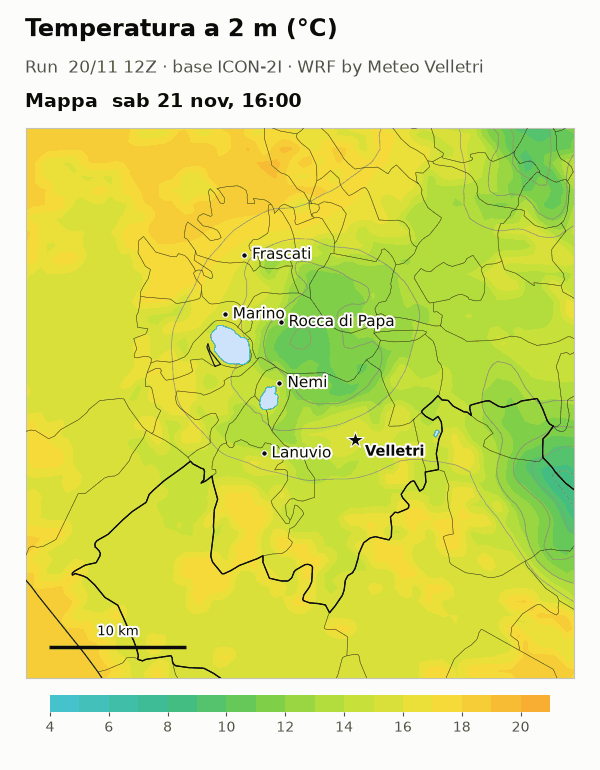 Temperatura a 2 m (°C)
Run  20/11 12Z · base ICON-2I · WRF by Meteo Velletri
Mappa  sab 21 nov, 16:00
Frascati
Marino
Rocca di Papa
Nemi
Velletri
Lanuvio
10 km
4 6 8 10 12 14 16 18 20